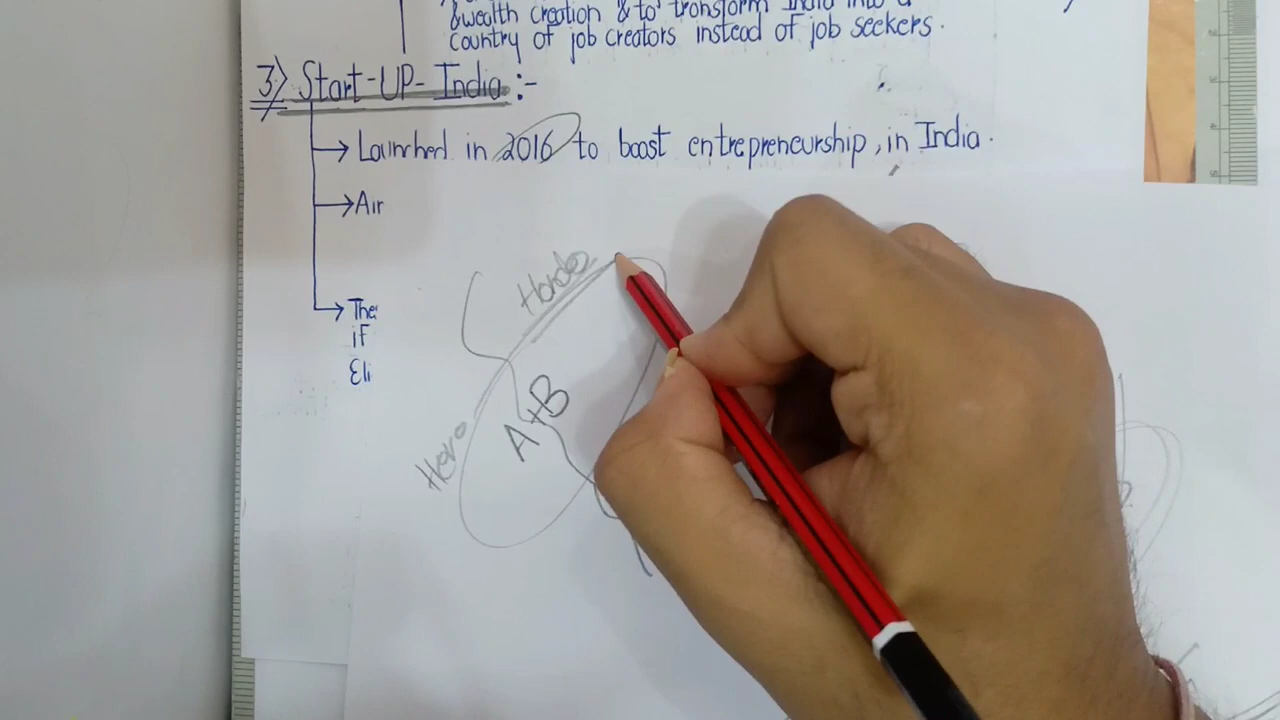 &wealth creation & to transform India into a
country of job creators instead of job seekers.
3) Start-UP-India :-
→ Launched in 2016 to boost entrepreneurship, in India.
→ Air
→ The
if
Eli
Honda
A+B
Hero